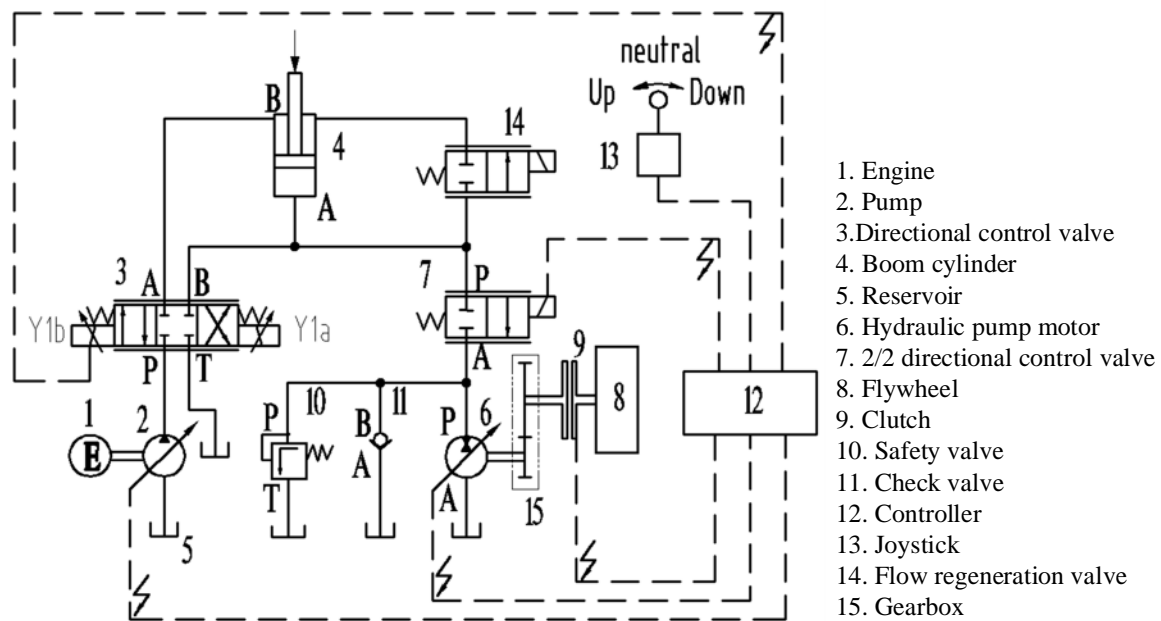 neutral
Up Down
B
4
14
13
A
3 A B
7 P
Y1b Y1a
P T
A
9
1 2
E
10 11
P
B
P 6
8
12
A
T
A
15
5
1. Engine
2. Pump
3.Directional control valve
4. Boom cylinder
5. Reservoir
6. Hydraulic pump motor
7. 2/2 directional control valve
8. Flywheel
9. Clutch
10. Safety valve
11. Check valve
12. Controller
13. Joystick
14. Flow regeneration valve
15. Gearbox